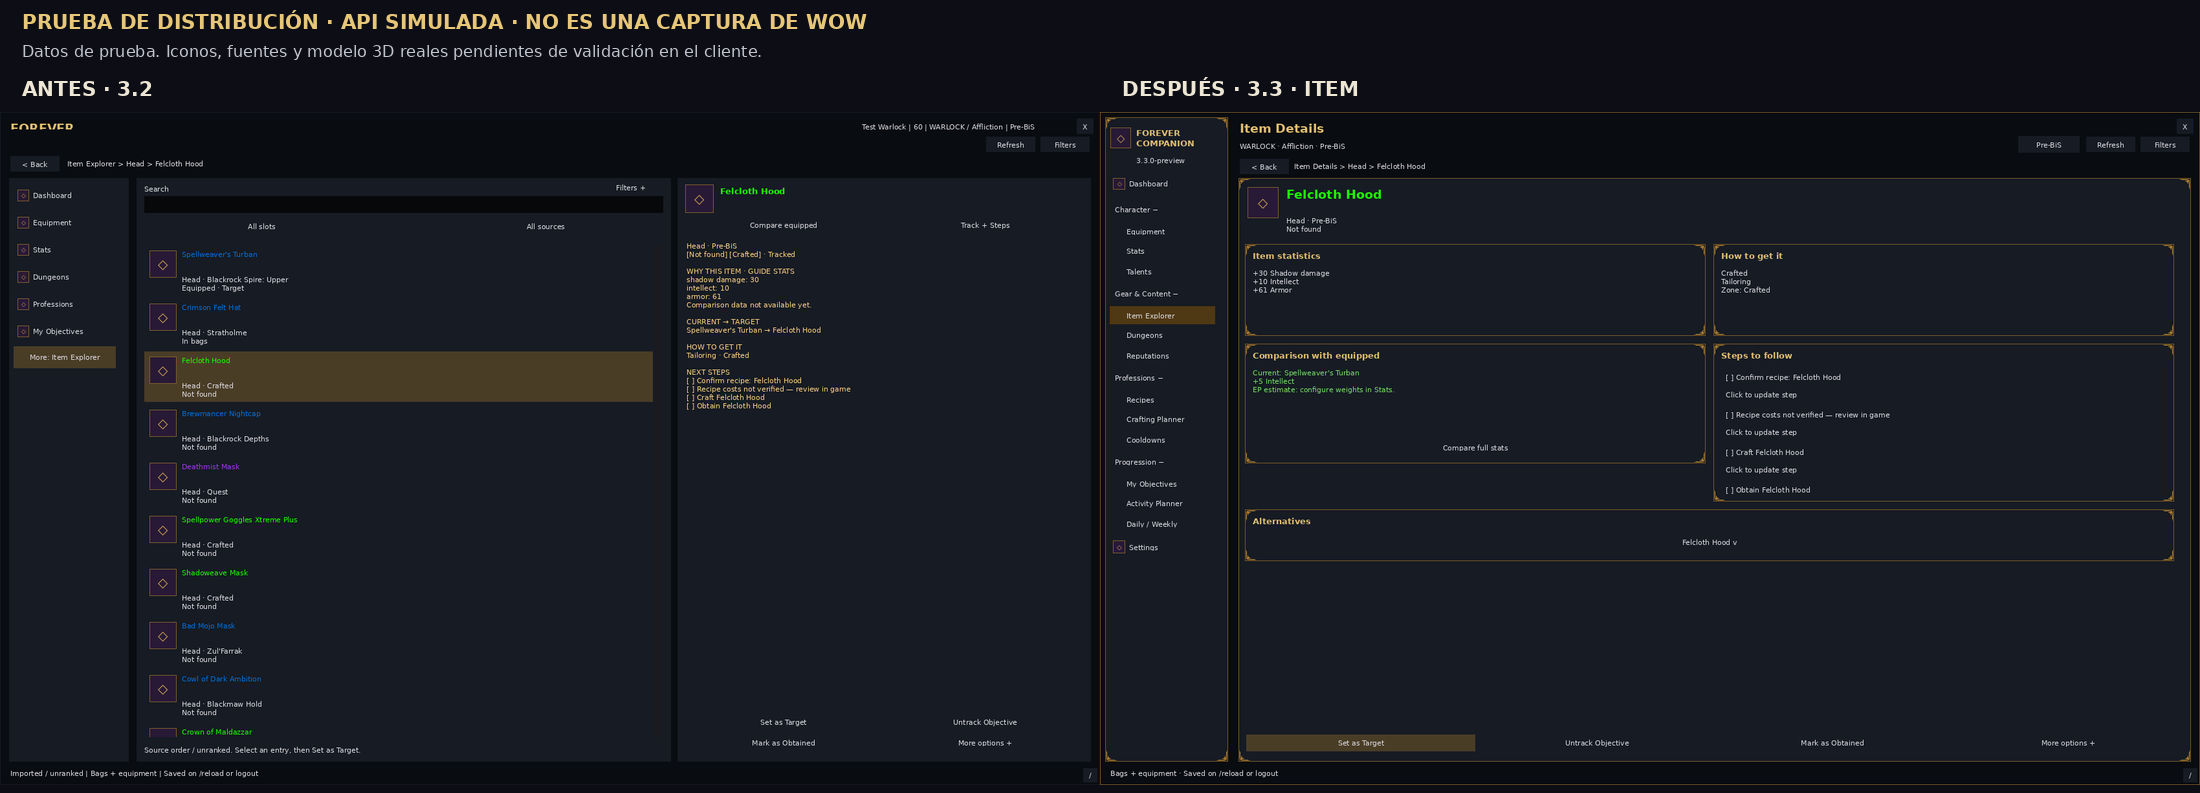 PRUEBA DE DISTRIBUCIÓN · API SIMULADA · NO ES UNA CAPTURA DE WOW
Datos de prueba. Iconos, fuentes y modelo 3D reales pendientes de validación en el cliente.
ANTES · 3.2
FOREVER
Test Warlock | 60 | WARLOCK / Affliction | Pre-BiS
X
Refresh
Filters
< Back
Item Explorer > Head > Felcloth Hood
Dashboard
Equipment
Stats
Dungeons
Professions
My Objectives
More: Item Explorer
Search
Filters +
All slots
All sources
Spellweaver's Turban
Head · Blackrock Spire: Upper
Equipped · Target
Crimson Felt Hat
Head · Stratholme
In bags
Felcloth Hood
Head · Crafted
Not found
Brewmancer Nightcap
Head · Blackrock Depths
Not found
Deathmist Mask
Head · Quest
Not found
Spellpower Goggles Xtreme Plus
Head · Crafted
Not found
Shadoweave Mask
Head · Crafted
Not found
Bad Mojo Mask
Head · Zul'Farrak
Not found
Cowl of Dark Ambition
Head · Blackmaw Hold
Not found
Crown of Maldazzar
Source order / unranked. Select an entry, then Set as Target.
Felcloth Hood
Compare equipped
Track + Steps
Head · Pre-BiS
[Not found] [Crafted] · Tracked
WHY THIS ITEM · GUIDE STATS
shadow damage: 30
intellect: 10
armor: 61
Comparison data not available yet.
CURRENT → TARGET
Spellweaver's Turban → Felcloth Hood
HOW TO GET IT
Tailoring · Crafted
NEXT STEPS
[ ] Confirm recipe: Felcloth Hood
[ ] Recipe costs not verified — review in game
[ ] Craft Felcloth Hood
[ ] Obtain Felcloth Hood
Set as Target
Untrack Objective
Mark as Obtained
More options +
Imported / unranked | Bags + equipment | Saved on /reload or logout
/
DESPUÉS · 3.3 · ITEM
FOREVER
COMPANION
3.3.0-preview
Dashboard
Character −
Equipment
Stats
Talents
Gear & Content −
Item Explorer
Dungeons
Reputations
Professions −
Recipes
Crafting Planner
Cooldowns
Progression −
My Objectives
Activity Planner
Daily / Weekly
Settings
Item Details
WARLOCK · Affliction · Pre-BiS
X
Pre-BiS
Refresh
Filters
< Back
Item Details > Head > Felcloth Hood
Felcloth Hood
Head · Pre-BiS
Not found
Item statistics
+30 Shadow damage
+10 Intellect
+61 Armor
How to get it
Crafted
Tailoring
Zone: Crafted
Comparison with equipped
Current: Spellweaver's Turban
+5 Intellect
EP estimate: configure weights in Stats.
Compare full stats
Steps to follow
[ ] Confirm recipe: Felcloth Hood
Click to update step
[ ] Recipe costs not verified — review in game
Click to update step
[ ] Craft Felcloth Hood
Click to update step
[ ] Obtain Felcloth Hood
Alternatives
Felcloth Hood v
Set as Target
Untrack Objective
Mark as Obtained
More options +
Bags + equipment · Saved on /reload or logout
/